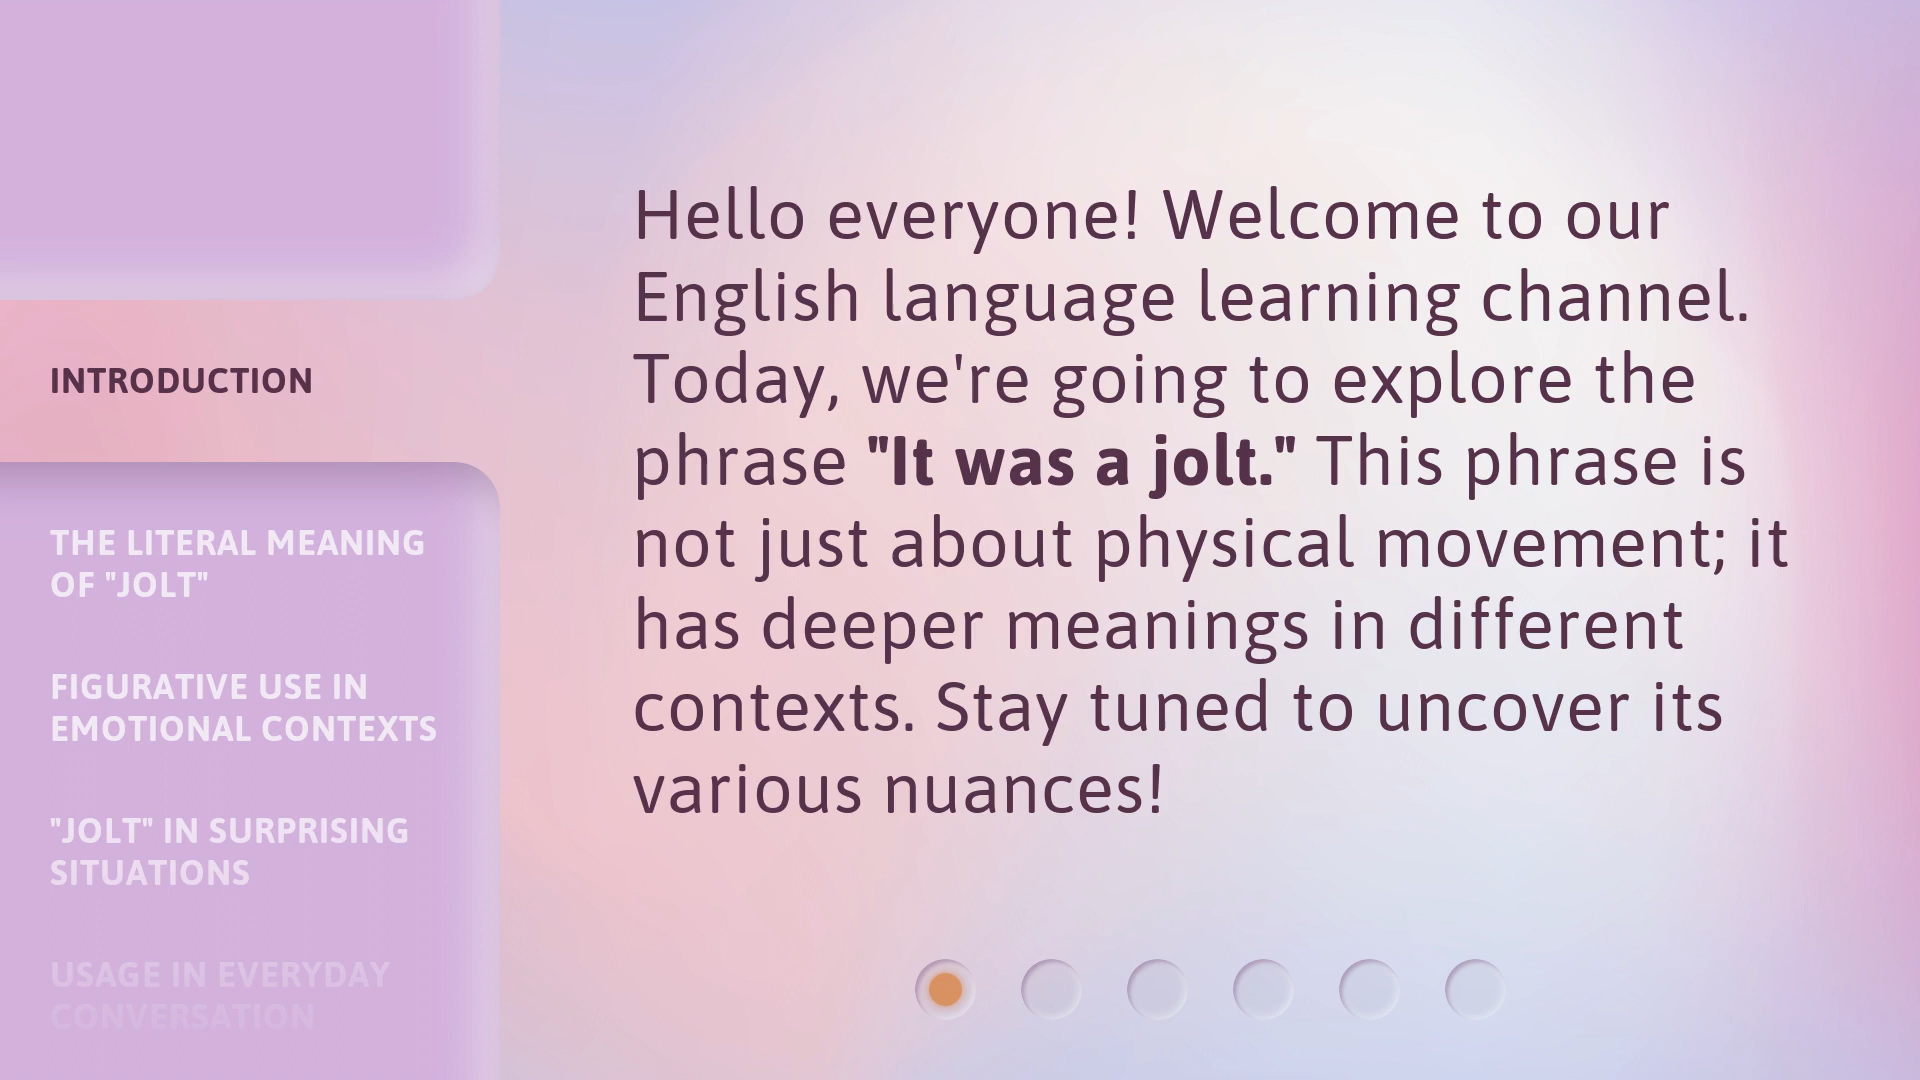 INTRODUCTION
THE LITERAL MEANING
OF "JOLT"
FIGURATIVE USE IN
EMOTIONAL CONTEXTS
"JOLT" IN SURPRISING
SITUATIONS
USAGE IN EVERYDAY
CONVERSATION
Hello everyone! Welcome to our
English language learning channel.
Today, we're going to explore the
phrase "It was a jolt." This phrase is
not just about physical movement; it
has deeper meanings in different
contexts. Stay tuned to uncover its
various nuances!